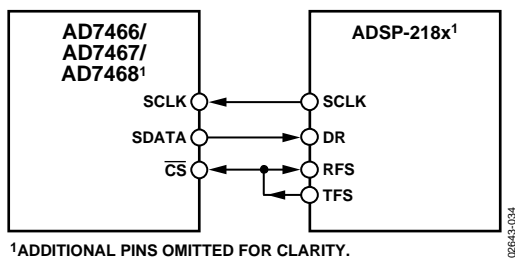 AD7466/
AD7467/
AD7468¹
SCLK
SDATA
CS
ADSP-218x¹
SCLK
DR
RFS
TFS
¹ADDITIONAL PINS OMITTED FOR CLARITY.
02643-034